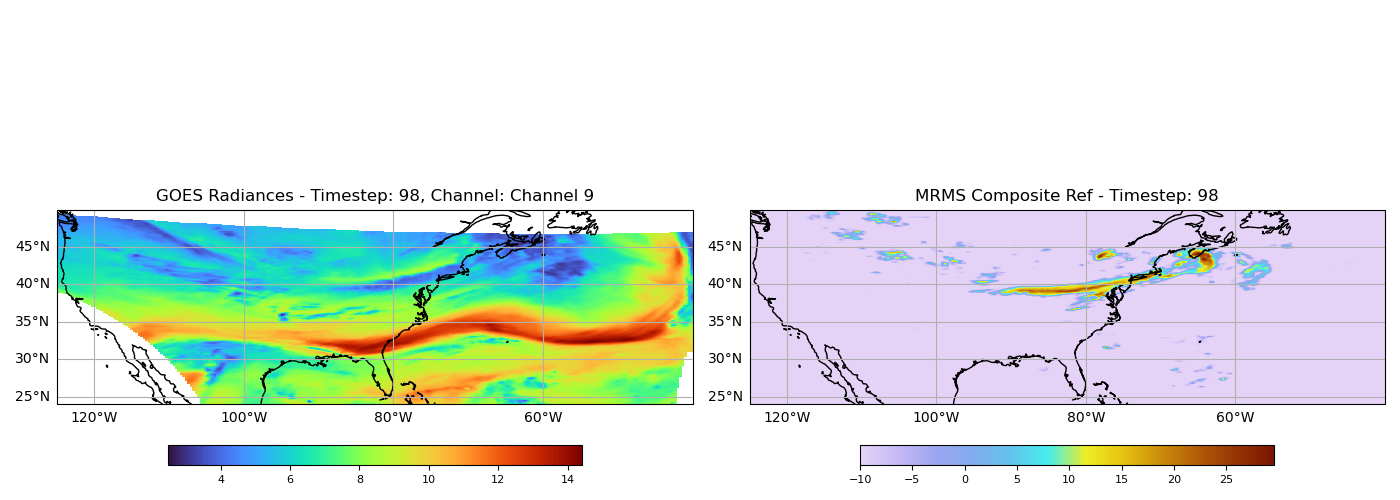 GOES Radiances - Timestep: 98, Channel: Channel 9
45°N
40°N
35°N
30°N
25°N
120°W 100°W 80°W 60°W
4 6 8 10 12 14
MRMS Composite Ref - Timestep: 98
45°N
40°N
35°N
30°N
25°N
120°W 100°W 80°W 60°W
−10 −5 0 5 10 15 20 25